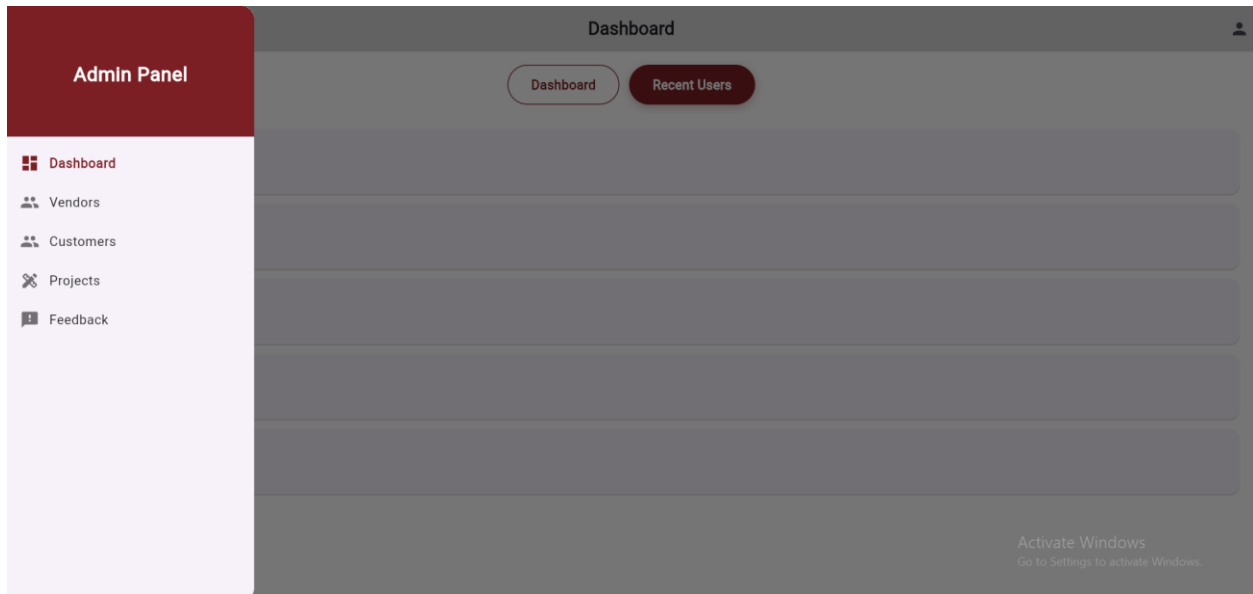 Dashboard
Admin Panel
Dashboard
Recent Users
Dashboard
Vendors
Customers
Projects
Feedback
Activate Windows
Go to Settings to activate Windows.